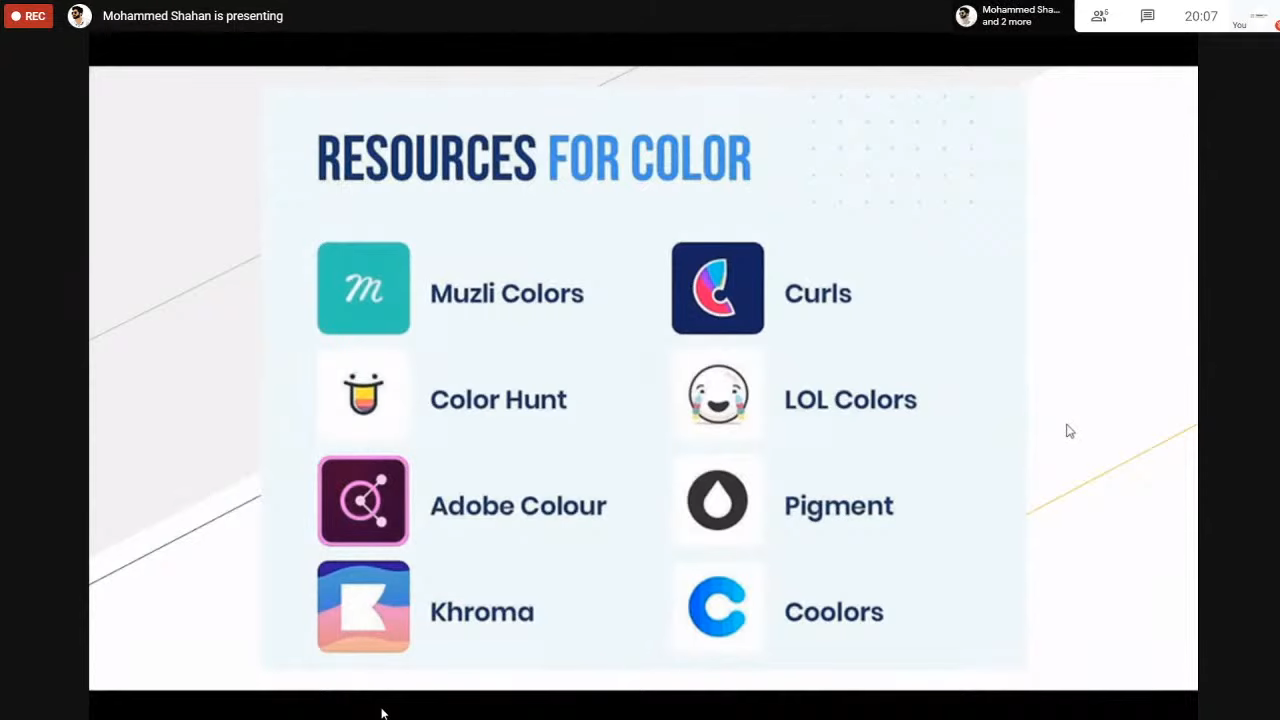 REC
Mohammed Shahan is presenting
Mohammed Sha...
and 2 more
5
20:07
You
RESOURCES FOR COLOR
m
Muzli Colors
Curls
Color Hunt
LOL Colors
Adobe Colour
Pigment
Khroma
Coolors